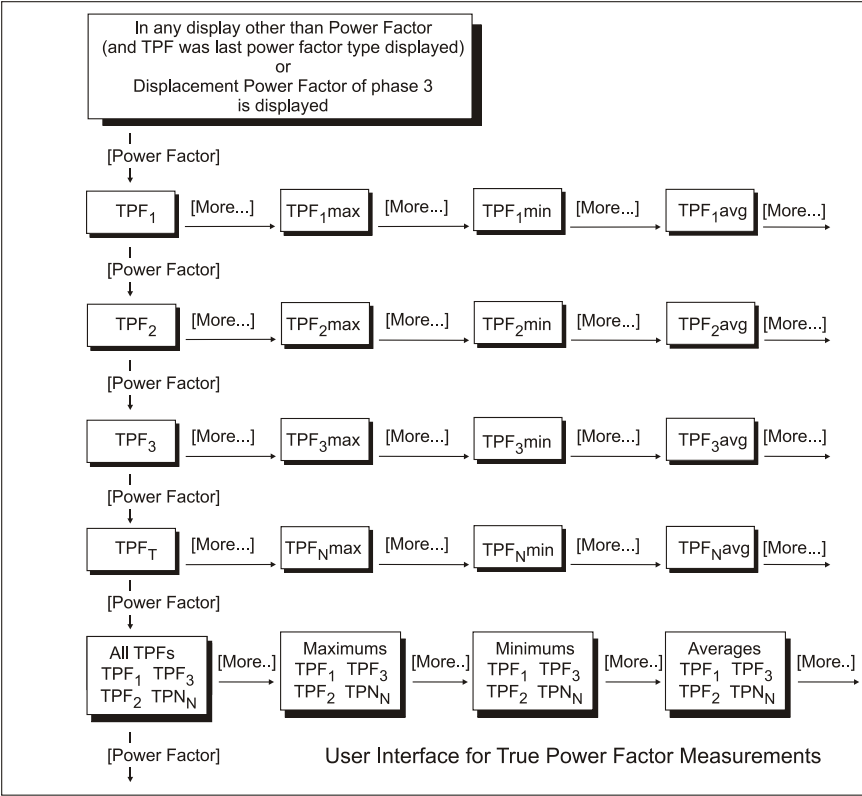 In any display other than Power Factor
(and TPF was last power factor type displayed)
or
Displacement Power Factor of phase 3
is displayed
[Power Factor]
TPF1 [More...] TPF1max [More...] TPF1min [More...] TPF1avg [More...]
[Power Factor]
TPF2 [More...] TPF2max [More...] TPF2min [More...] TPF2avg [More...]
[Power Factor]
TPF3 [More...] TPF3max [More...] TPF3min [More...] TPF3avg [More...]
[Power Factor]
TPFT [More...] TPFNmax [More...] TPFNmin [More...] TPFNavg [More...]
[Power Factor]
All TPFs Maximums Minimums Averages
TPF1 TPF3 [More..] TPF1 TPF3 [More..] TPF1 TPF3 [More..] TPF1 TPF3 [More..]
TPF2 TPNN TPF2 TPNN TPF2 TPNN TPF2 TPNN
[Power Factor]
User Interface for True Power Factor Measurements